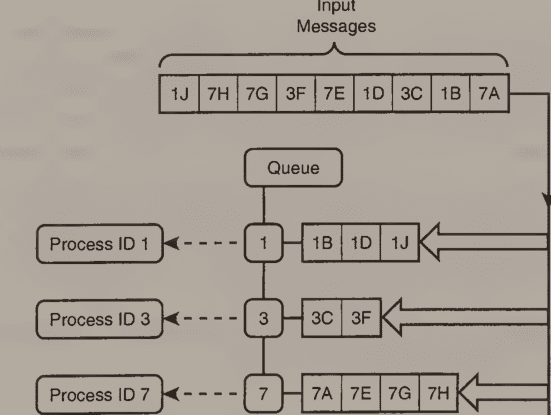 Input
Messages
1J 7H 7G 3F 7E 1D 3C 1B 7A
Queue
Process ID 1 1 1B 1D 1J
Process ID 3 3 3C 3F
Process ID 7 7 7A 7E 7G 7H